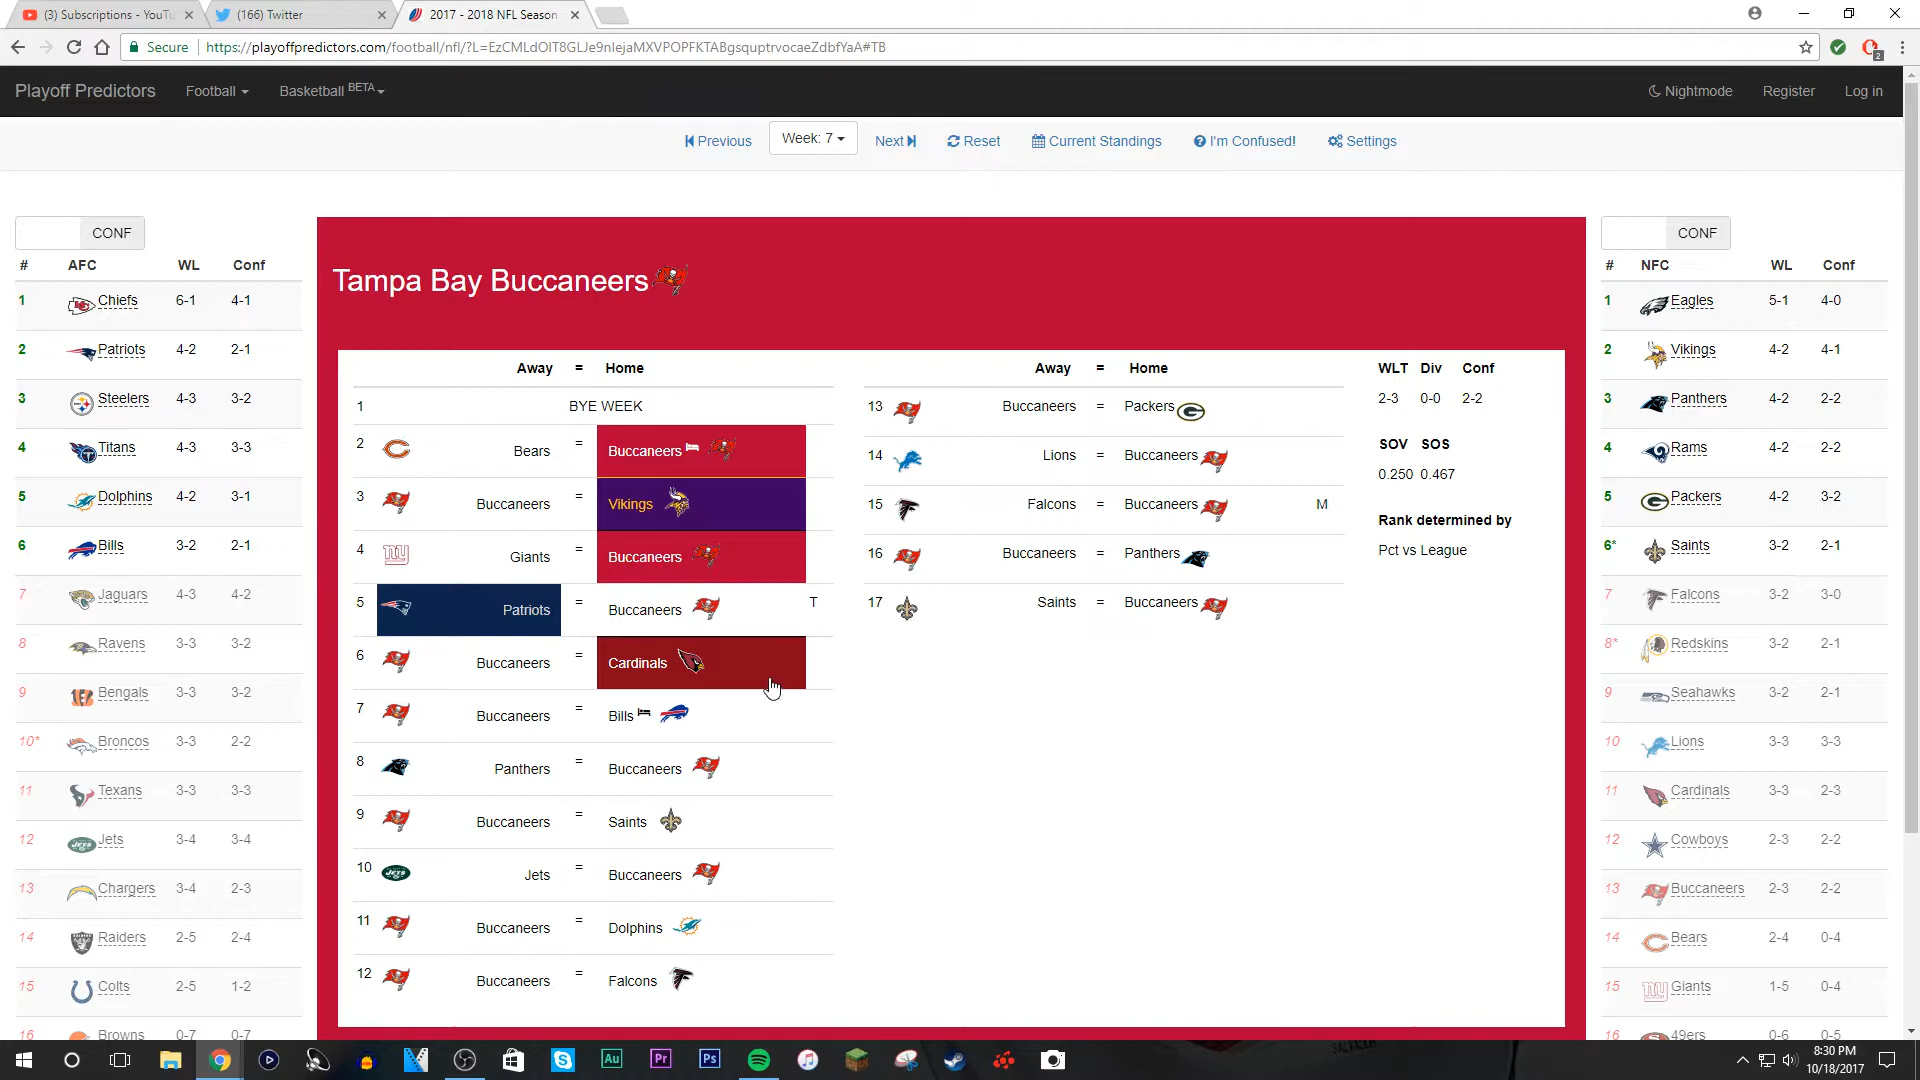 (3) Subscriptions - YouTu
(166) Twitter
2017 - 2018 NFL Season
Secure
https://playoffpredictors.com/football/nfl/?L=EzCMLdOIT8GLJe9nIejaMXVPOPFKTABgsquptrvocaeZdbfYaA#TB
2
Playoff Predictors
Football
Basketball BETA
Nightmode
Register
Log in
Previous
Week: 7
Next
Reset
Current Standings
I'm Confused!
Settings
CONF
# AFC WL Conf
1 Chiefs 6-1 4-1
2 Patriots 4-2 2-1
3 Steelers 4-3 3-2
4 Titans 4-3 3-3
5 Dolphins 4-2 3-1
6 Bills 3-2 2-1
7 Jaguars 4-3 4-2
8 Ravens 3-3 3-2
9 Bengals 3-3 3-2
10* Broncos 3-3 2-2
11 Texans 3-3 3-3
12 Jets 3-4 3-4
13 Chargers 3-4 2-3
14 Raiders 2-5 2-4
15 Colts 2-5 1-2
16 Browns 0-7 0-7
Tampa Bay Buccaneers
Away = Home
1 BYE WEEK
2 Bears = Buccaneers
3 Buccaneers = Vikings
4 Giants = Buccaneers
5 Patriots = Buccaneers T
6 Buccaneers = Cardinals
7 Buccaneers = Bills
8 Panthers = Buccaneers
9 Buccaneers = Saints
10 Jets = Buccaneers
11 Buccaneers = Dolphins
12 Buccaneers = Falcons
Away = Home
13 Buccaneers = Packers
14 Lions = Buccaneers
15 Falcons = Buccaneers M
16 Buccaneers = Panthers
17 Saints = Buccaneers
WLT Div Conf
2-3 0-0 2-2
SOV SOS
0.250 0.467
Rank determined by
Pct vs League
CONF
# NFC WL Conf
1 Eagles 5-1 4-0
2 Vikings 4-2 4-1
3 Panthers 4-2 2-2
4 Rams 4-2 2-2
5 Packers 4-2 3-2
6* Saints 3-2 2-1
7 Falcons 3-2 3-0
8* Redskins 3-2 2-1
9 Seahawks 3-2 2-1
10 Lions 3-3 3-3
11 Cardinals 3-3 2-3
12 Cowboys 2-3 2-2
13 Buccaneers 2-3 2-2
14 Bears 2-4 0-4
15 Giants 1-5 0-4
16 49ers 0-6 0-5
Au
Pr
Ps
8:30 PM
10/18/2017